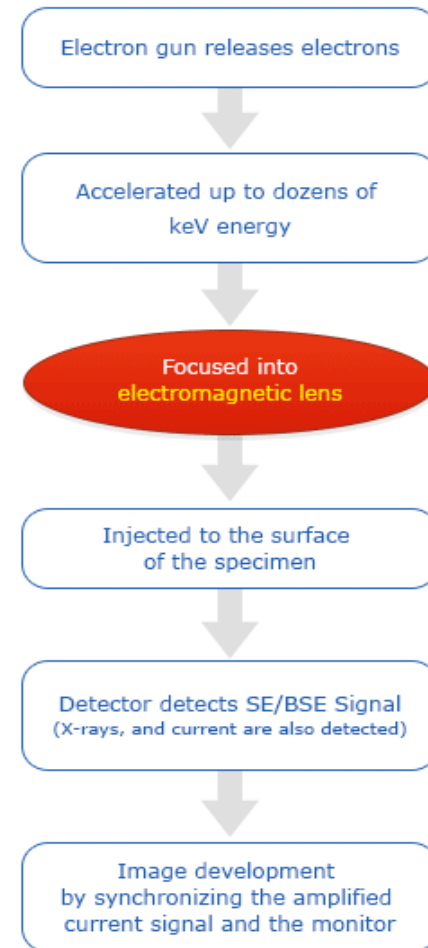 Electron gun releases electrons
Accelerated up to dozens of
keV energy
Focused into
electromagnetic lens
Injected to the surface
of the specimen
Detector detects SE/BSE Signal
(X-rays, and current are also detected)
Image development
by synchronizing the amplified
current signal and the monitor